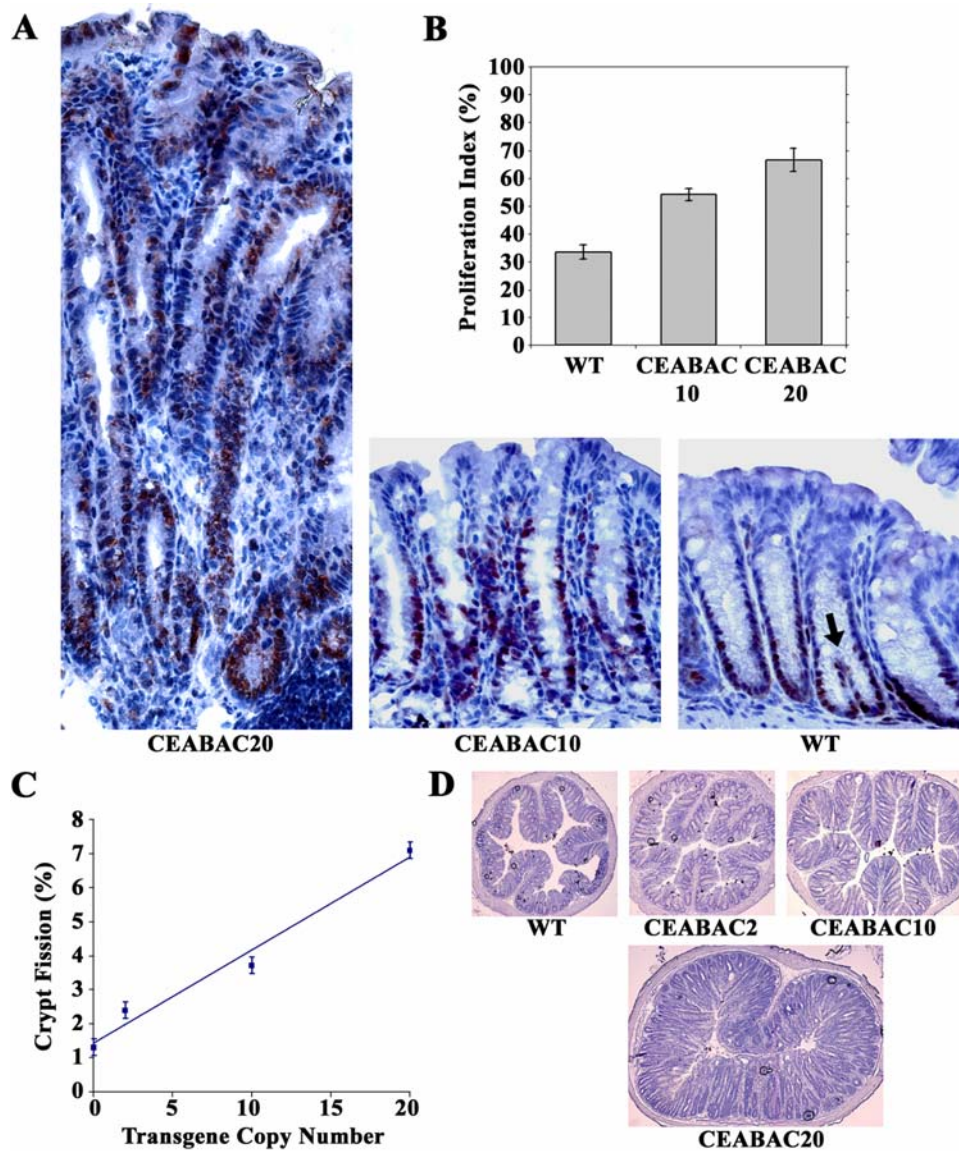 A
B
Proliferation Index (%)
100
90
80
70
60
50
40
30
20
10
0
WT
CEABAC
10
CEABAC
20
CEABAC20
CEABAC10
WT
C
Crypt Fission (%)
8
7
6
5
4
3
2
1
0
0
5
10
15
20
Transgene Copy Number
D
WT
CEABAC2
CEABAC10
CEABAC20